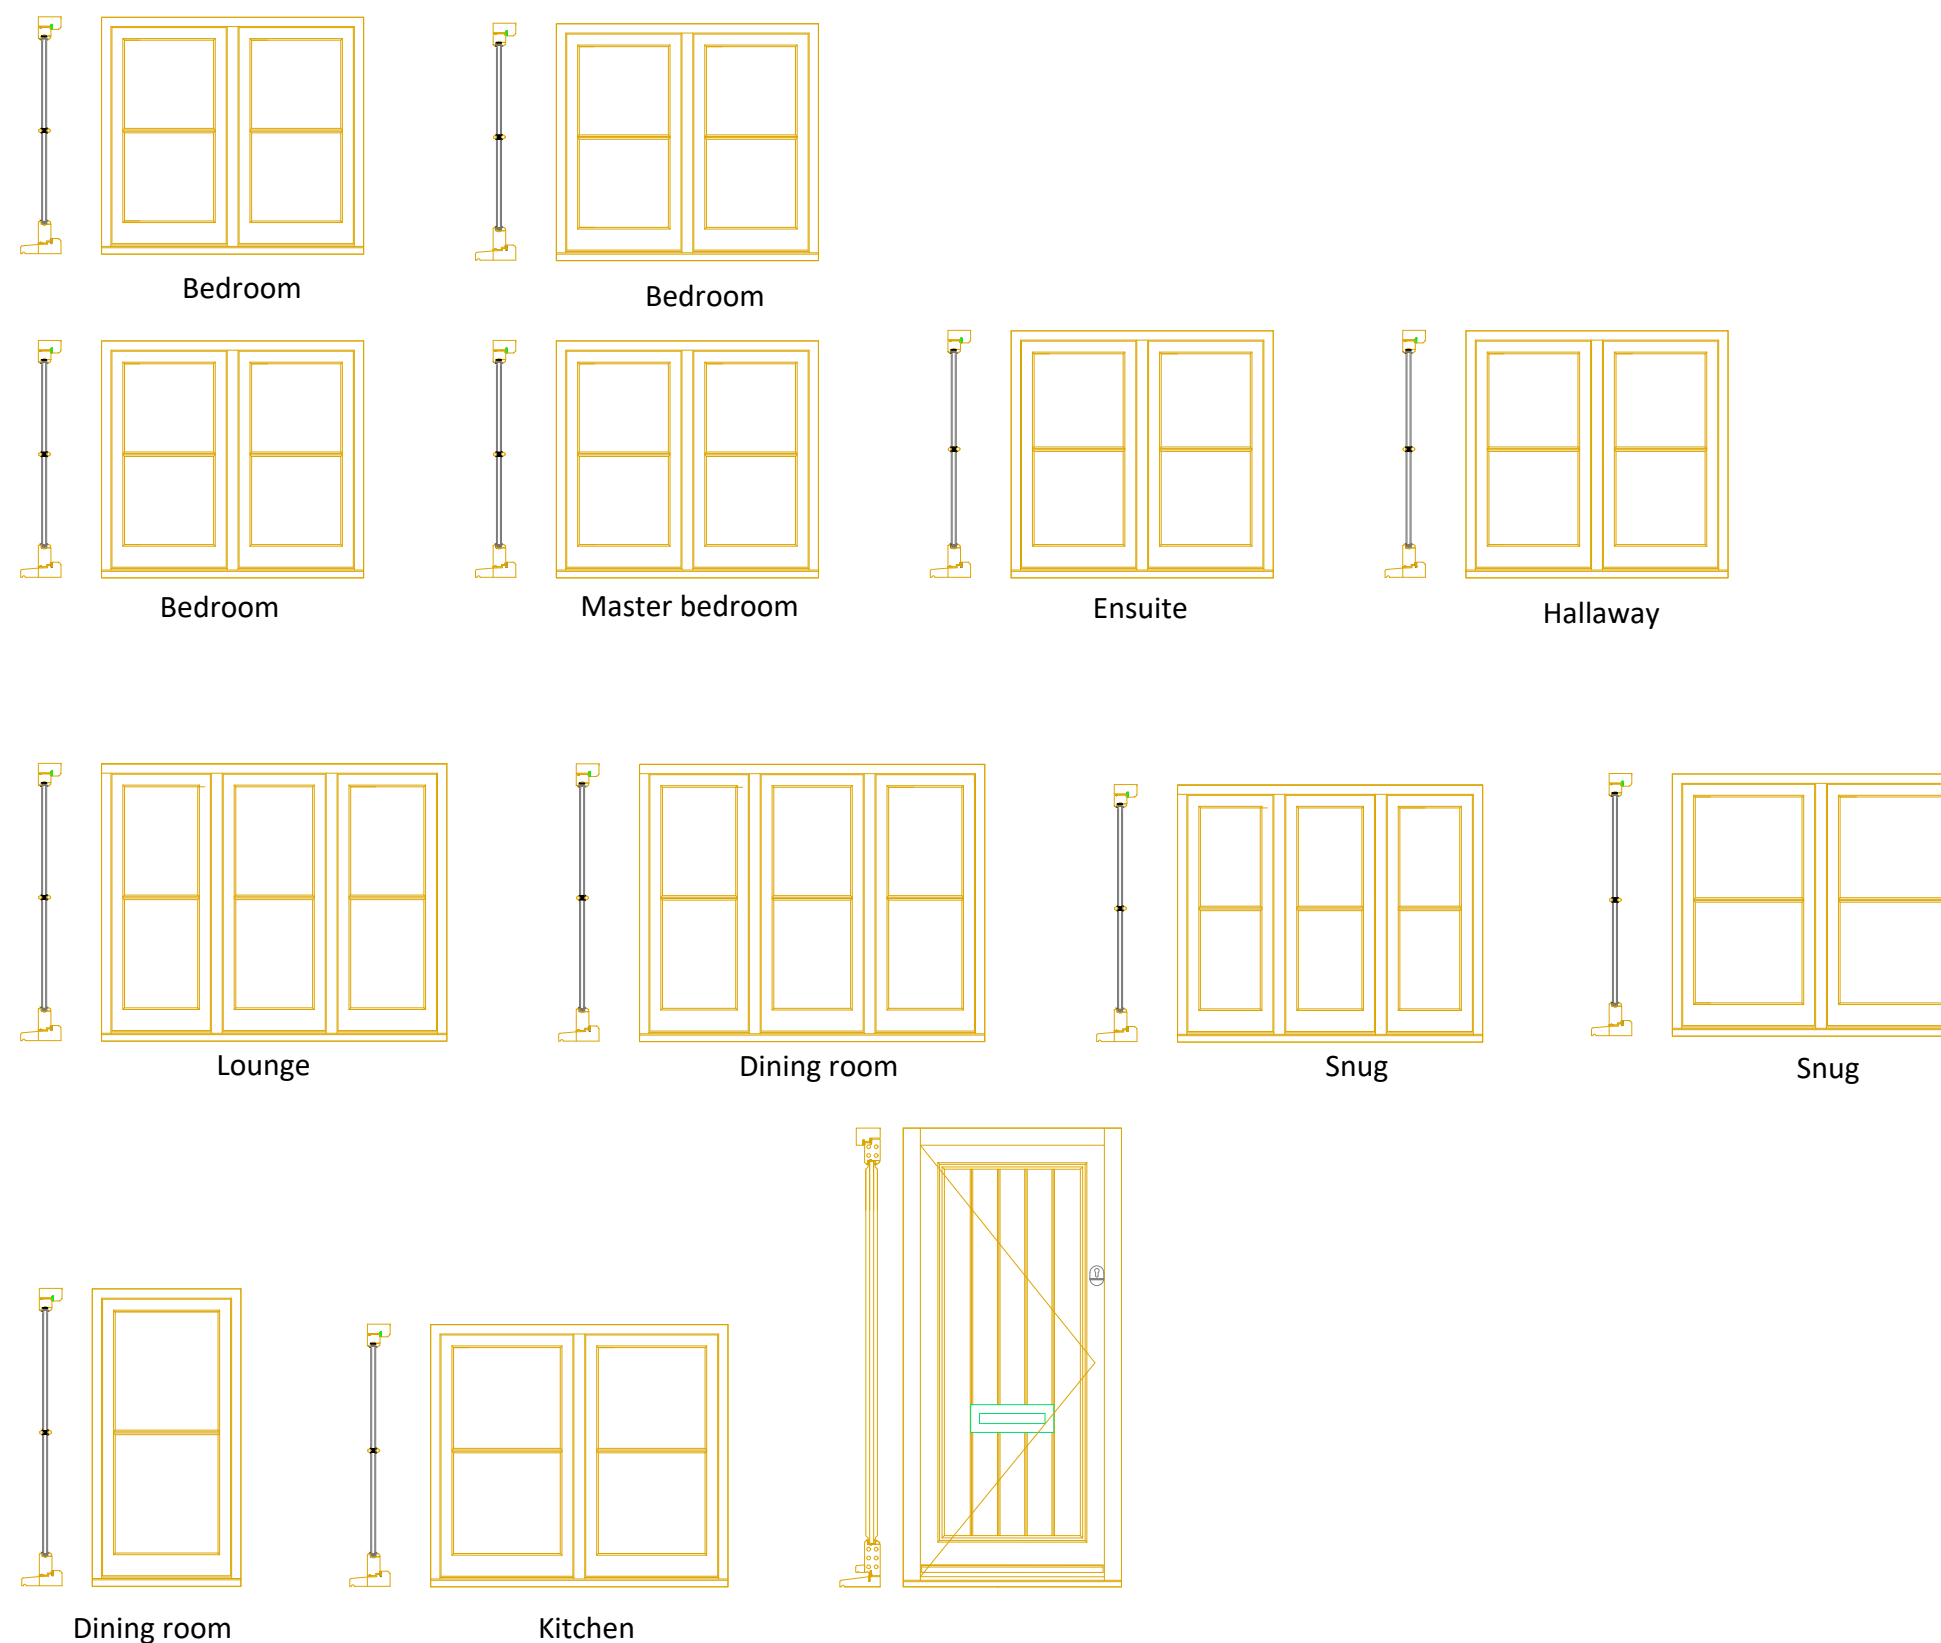 Bedroom
Bedroom
Bedroom
Master bedroom
Ensuite
Hallaway
Lounge
Dining room
Snug
Snug
Dining room
Kitchen